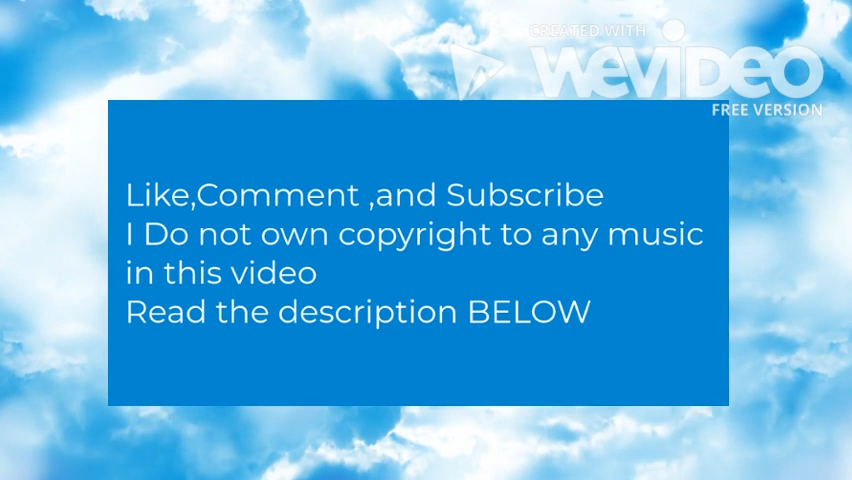 CREATED WITH
WEVIDEO
FREE VERSION
Like,Comment ,and Subscribe
I Do not own copyright to any music
in this video
Read the description BELOW